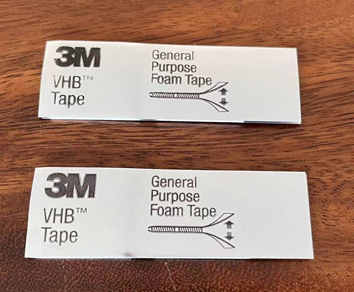 3M
VHB™
Tape
General
Purpose
Foam Tape
3M
VHB™
Tape
General
Purpose
Foam Tape